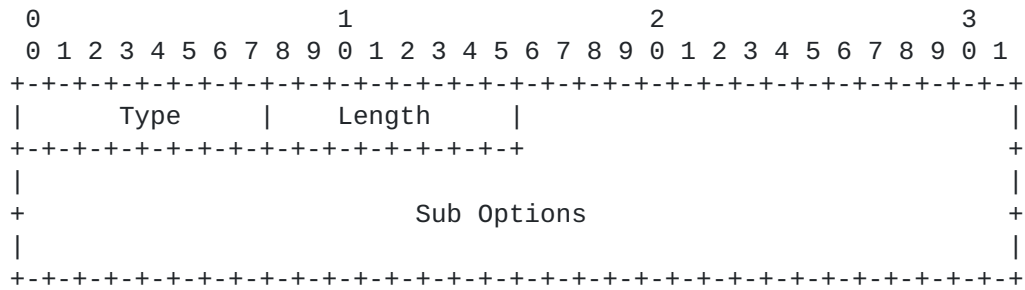 0                   1                   2                   3
 0 1 2 3 4 5 6 7 8 9 0 1 2 3 4 5 6 7 8 9 0 1 2 3 4 5 6 7 8 9 0 1
+-+-+-+-+-+-+-+-+-+-+-+-+-+-+-+-+-+-+-+-+-+-+-+-+-+-+-+-+-+-+-+-+
|      Type     |    Length     |                               |
+-+-+-+-+-+-+-+-+-+-+-+-+-+-+-+-+                               +
|                                                               |
+                         Sub Options                           +
|                                                               |
+-+-+-+-+-+-+-+-+-+-+-+-+-+-+-+-+-+-+-+-+-+-+-+-+-+-+-+-+-+-+-+-+